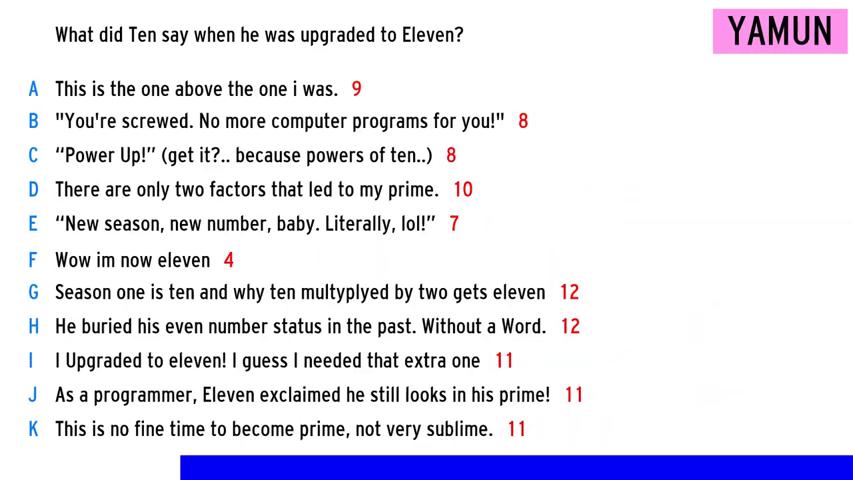 What did Ten say when he was upgraded to Eleven?
YAMUN
A This is the one above the one i was. 9
B "You're screwed. No more computer programs for you!" 8
C “Power Up!” (get it?.. because powers of ten..) 8
D There are only two factors that led to my prime. 10
E “New season, new number, baby. Literally, lol!” 7
F Wow im now eleven 4
G Season one is ten and why ten multyplyed by two gets eleven 12
H He buried his even number status in the past. Without a Word. 12
I I Upgraded to eleven! I guess I needed that extra one 11
J As a programmer, Eleven exclaimed he still looks in his prime! 11
K This is no fine time to become prime, not very sublime. 11